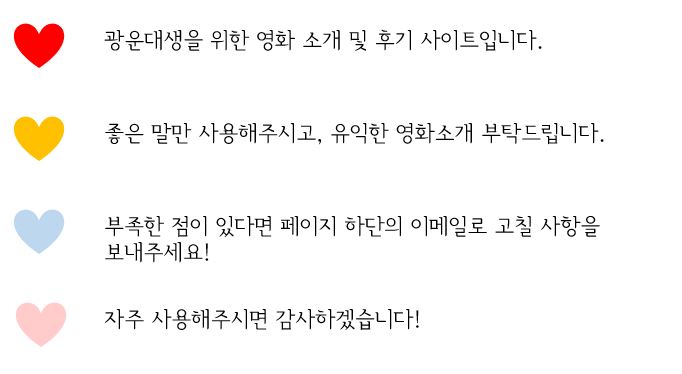 광운대생을 위한 영화 소개 및 후기 사이트입니다.
좋은 말만 사용해주시고, 유익한 영화소개 부탁드립니다.
부족한 점이 있다면 페이지 하단의 이메일로 고칠 사항을
보내주세요!
자주 사용해주시면 감사하겠습니다!